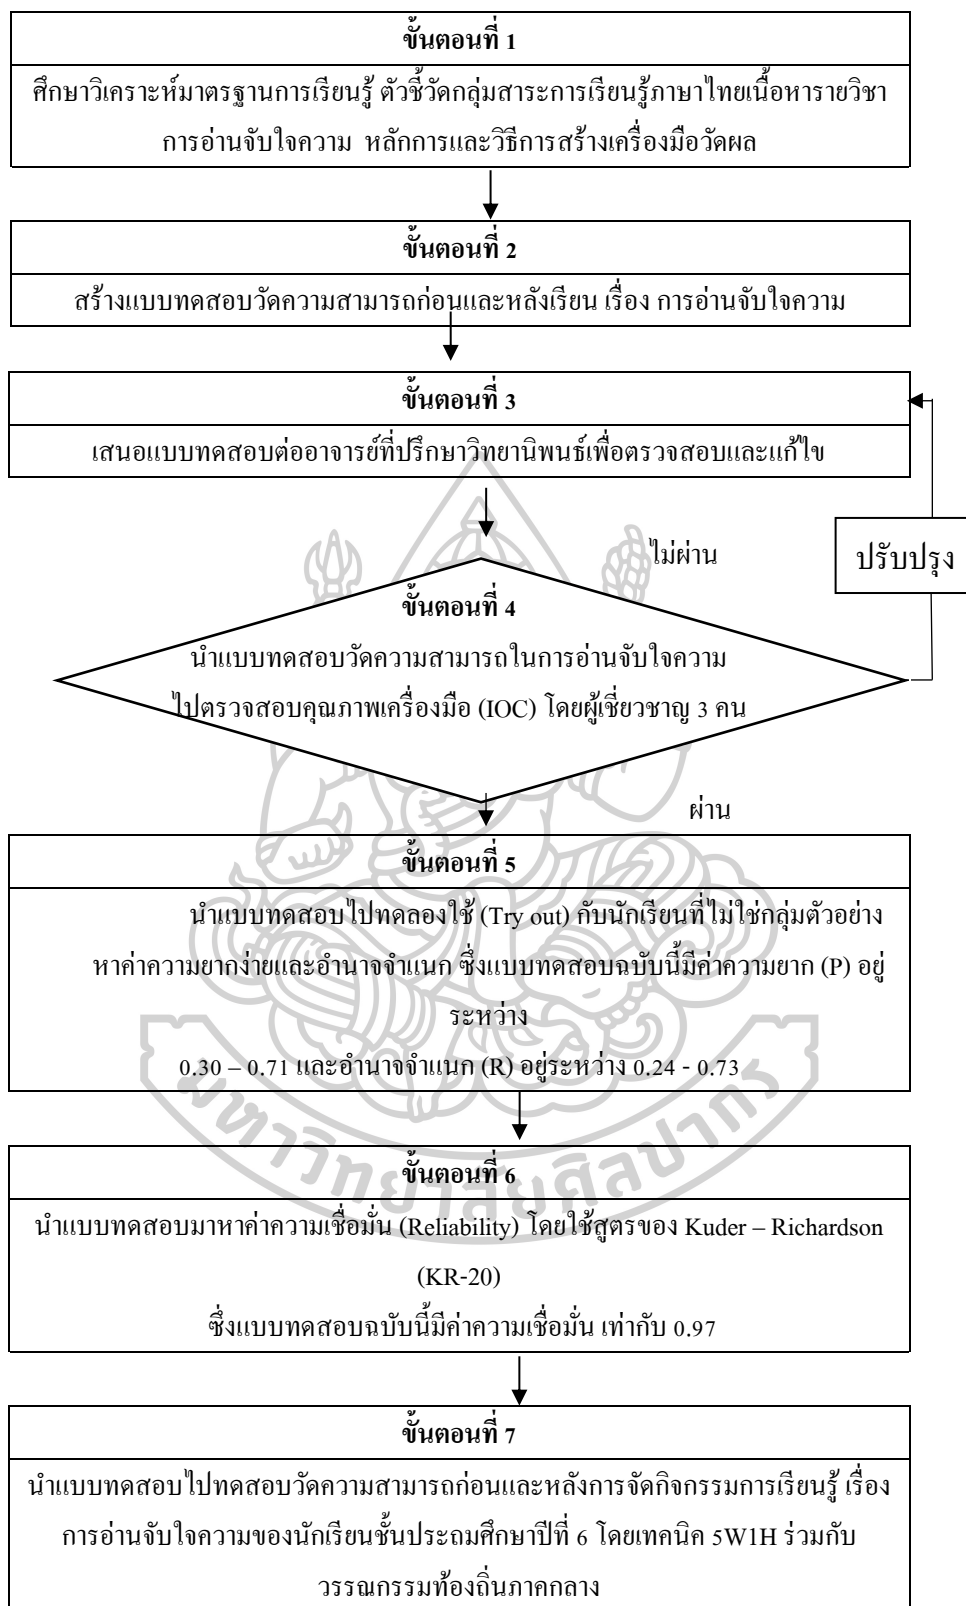 ขั้นตอนที่ 1
ศึกษาวิเคราะห์มาตรฐานการเรียนรู้ ตัวชี้วัดกลุ่มสาระการเรียนรู้ภาษาไทยเนื้อหารายวิชา
การอ่านจับใจความ หลักการและวิธีการสร้างเครื่องมือวัดผล
ขั้นตอนที่ 2
สร้างแบบทดสอบวัดความสามารถก่อนและหลังเรียน เรื่อง การอ่านจับใจความ
ขั้นตอนที่ 3
เสนอแบบทดสอบต่ออาจารย์ที่ปรึกษาวิทยานิพนธ์เพื่อตรวจสอบและแก้ไข
ไม่ผ่าน
ปรับปรุง
ขั้นตอนที่ 4
นำแบบทดสอบวัดความสามารถในการอ่านจับใจความ
ไปตรวจสอบคุณภาพเครื่องมือ (IOC) โดยผู้เชี่ยวชาญ 3 คน
ผ่าน
ขั้นตอนที่ 5
นำแบบทดสอบไปทดลองใช้ (Try out) กับนักเรียนที่ไม่ใช่กลุ่มตัวอย่าง
หาค่าความยากง่ายและอำนาจจำแนก ซึ่งแบบทดสอบฉบับนี้มีค่าความยาก (P) อยู่
ระหว่าง
0.30 – 0.71 และอำนาจจำแนก (R) อยู่ระหว่าง 0.24 - 0.73
มหาวิทยาลัยศิลปากร
ขั้นตอนที่ 6
นำแบบทดสอบมาหาค่าความเชื่อมั่น (Reliability) โดยใช้สูตรของ Kuder – Richardson
(KR-20)
ซึ่งแบบทดสอบฉบับนี้มีค่าความเชื่อมั่น เท่ากับ 0.97
ขั้นตอนที่ 7
นำแบบทดสอบไปทดสอบวัดความสามารถก่อนและหลังการจัดกิจกรรมการเรียนรู้ เรื่อง
การอ่านจับใจความของนักเรียนชั้นประถมศึกษาปีที่ 6 โดยเทคนิค 5W1H ร่วมกับ
วรรณกรรมท้องถิ่นภาคกลาง